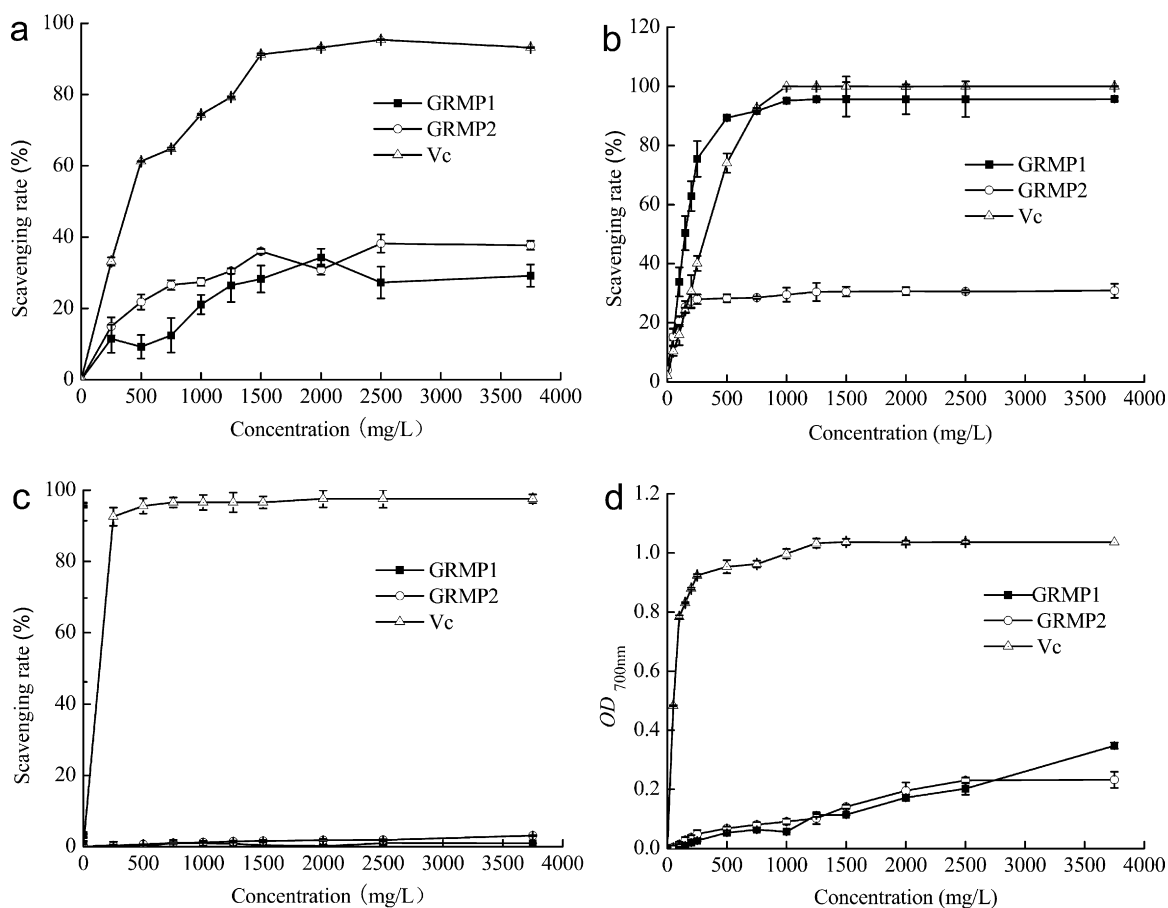 a
100
80
60
40
20
0
Scavenging rate (%)
GRMP1
GRMP2
Vc
0 500 1000 1500 2000 2500 3000 3500 4000
Concentration (mg/L)
b
120
100
80
60
40
20
0
Scavenging rate (%)
GRMP1
GRMP2
Vc
0 500 1000 1500 2000 2500 3000 3500 4000
Concentration (mg/L)
c
100
80
60
40
20
0
Scavenging rate (%)
GRMP1
GRMP2
Vc
0 500 1000 1500 2000 2500 3000 3500 4000
Concentration (mg/L)
d
1.2
1.0
0.8
0.6
0.4
0.2
0.0
OD 700nm
GRMP1
GRMP2
Vc
0 500 1000 1500 2000 2500 3000 3500 4000
Concentration (mg/L)